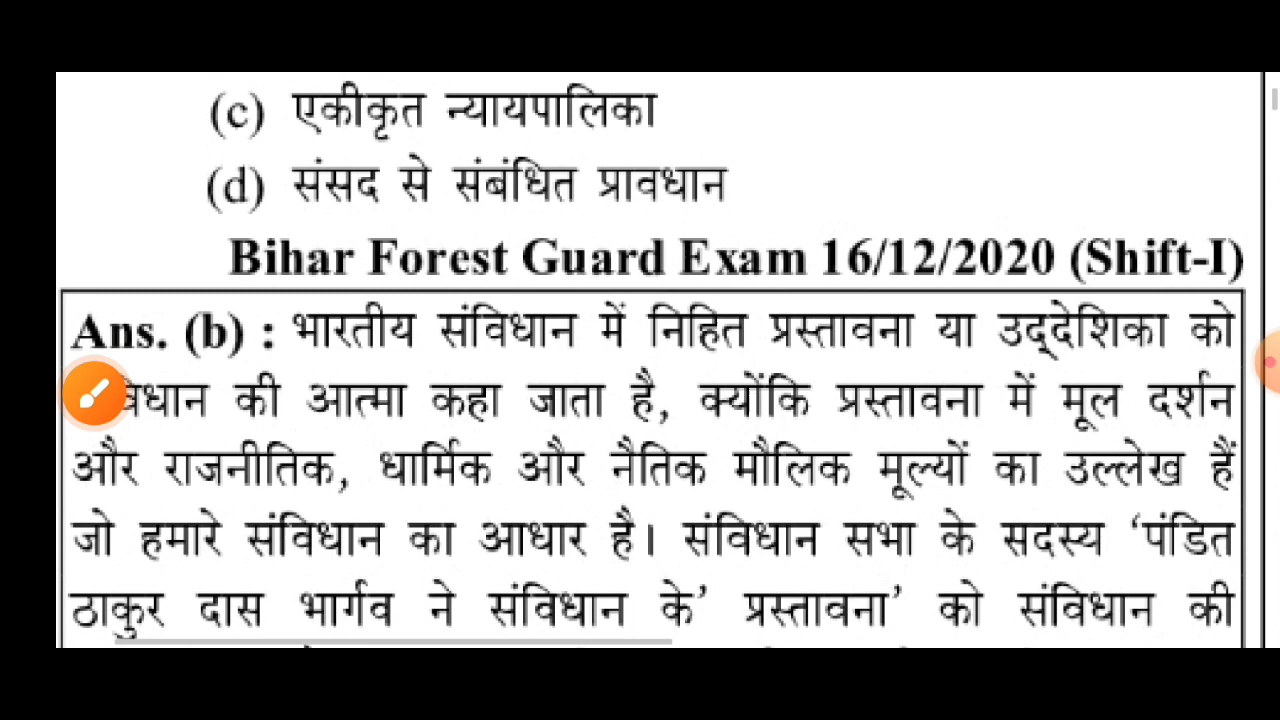 (c) एकीकृत न्यायपालिका
(d) संसद से संबंधित प्रावधान
Bihar Forest Guard Exam 16/12/2020 (Shift-I)
Ans. (b) : भारतीय संविधान में निहित प्रस्तावना या उद्देशिका को
की आत्मा कहा जाता है, क्योंकि प्रस्तावना में मूल दर्शन
और राजनीतिक, धार्मिक और नैतिक मौलिक मूल्यों का उल्लेख हैं
जो हमारे संविधान का आधार है। संविधान सभा के सदस्य ‘पंडित
ठाकुर दास भार्गव ने संविधान के’ प्रस्तावना’ को संविधान की